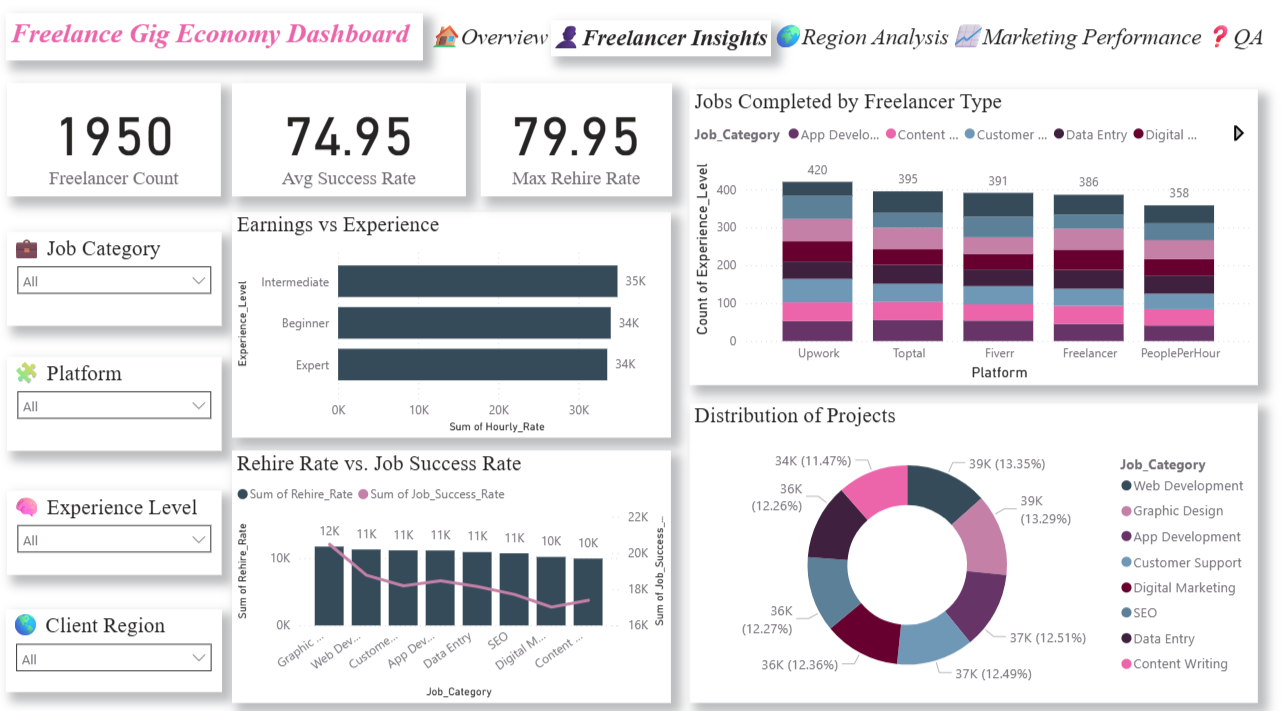 Freelance Gig Economy Dashboard
Overview
Freelancer Insights
Region Analysis
Marketing Performance
QA
1950
Freelancer Count
74.95
Avg Success Rate
79.95
Max Rehire Rate
Job Category
All
Platform
All
Experience Level
All
Client Region
All
Earnings vs Experience
Experience_Level
Intermediate
35K
Beginner
34K
Expert
34K
0K
10K
20K
30K
Sum of Hourly_Rate
Rehire Rate vs. Job Success Rate
Sum of Rehire_Rate
Sum of Job_Success_Rate
Sum of Rehire_Rate
10K
0K
12K
11K
11K
11K
11K
11K
10K
10K
22K
20K
18K
16K
Sum of Job_Success_...
Graphic ...
Web Dev...
Custome...
App Dev...
Data Entry
SEO
Digital M...
Content ...
Job_Category
Jobs Completed by Freelancer Type
Job_Category
App Develo...
Content ...
Customer ...
Data Entry
Digital ...
Count of Experience_Level
400
300
200
100
0
420
395
391
386
358
Upwork
Toptal
Fiverr
Freelancer
PeoplePerHour
Platform
Distribution of Projects
39K (13.35%)
39K
(13.29%)
37K (12.51%)
37K (12.49%)
36K (12.36%)
36K
(12.27%)
36K
(12.26%)
34K (11.47%)
Job_Category
Web Development
Graphic Design
App Development
Customer Support
Digital Marketing
SEO
Data Entry
Content Writing